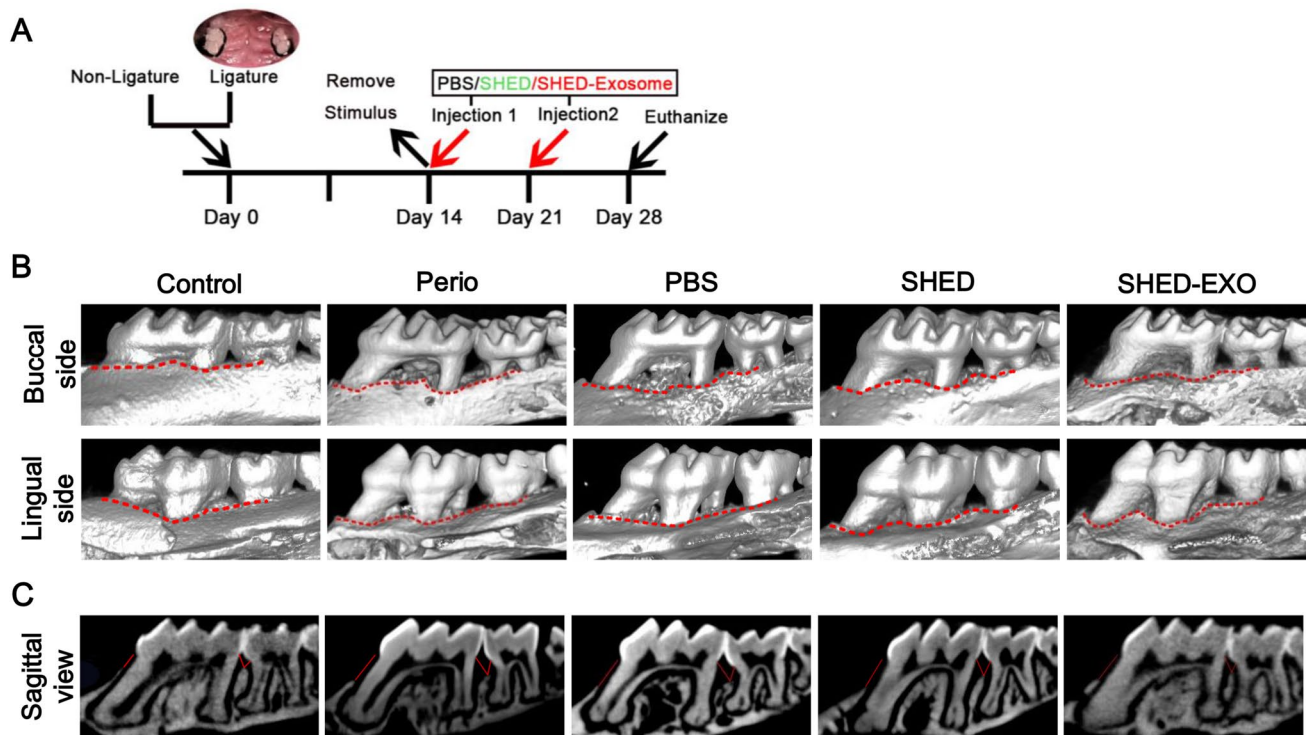 A
Non-Ligature
Ligature
Remove
Stimulus
PBS/SHED/SHED-Exosome
Injection 1
Injection2
Euthanize
Day 0
Day 14
Day 21
Day 28
B
Control
Perio
PBS
SHED
SHED-EXO
Buccal
side
Lingual
side
C
Sagittal
view